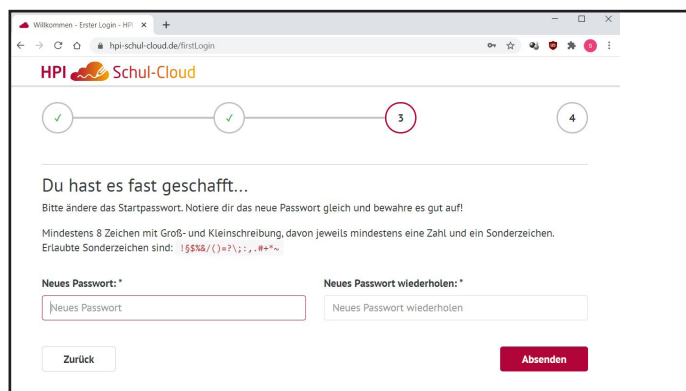 Willkommen - Erster Login - HPI
hpi-schul-cloud.de/firstLogin
HPI Schul-Cloud
3
4
Du hast es fast geschafft...
Bitte ändere das Startpasswort. Notiere dir das neue Passwort gleich und bewahre es gut auf!
Mindestens 8 Zeichen mit Groß- und Kleinschreibung, davon jeweils mindestens eine Zahl und ein Sonderzeichen.
Erlaubte Sonderzeichen sind: !§$%&/()=?\;:,.#+*~
Neues Passwort: * Neues Passwort wiederholen: *
Neues Passwort Neues Passwort wiederholen
Zurück Absenden